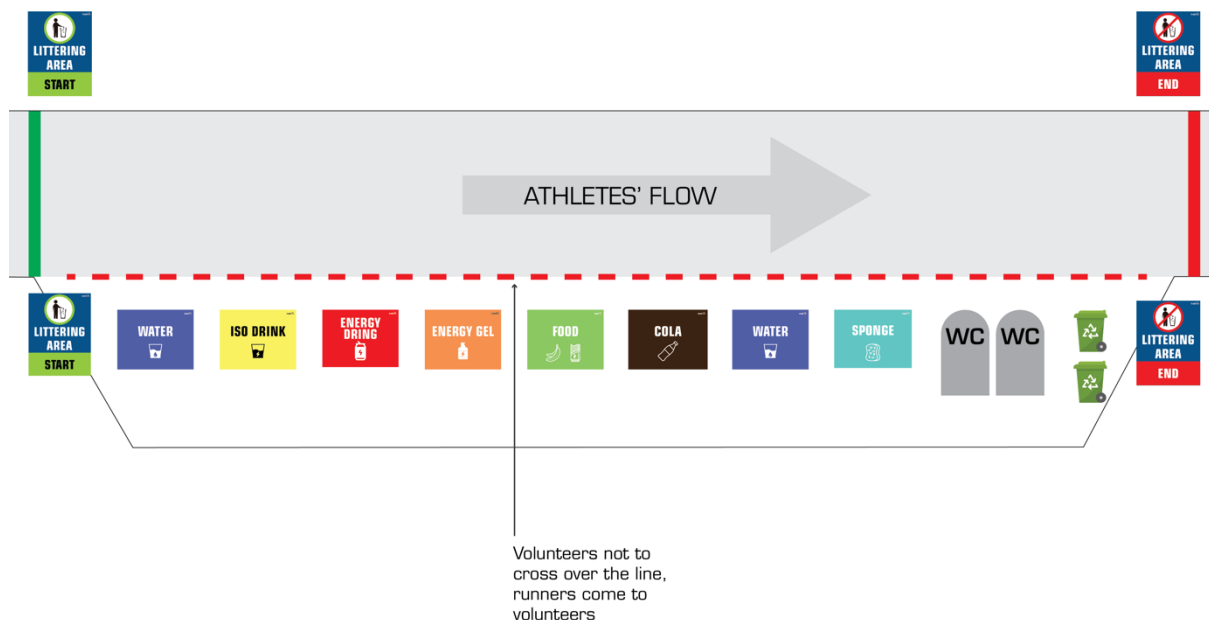 LITTERING
AREA
START
LITTERING
AREA
END
ATHLETES' FLOW
LITTERING
AREA
START
WATER
ISO DRINK
ENERGY
DRING
ENERGY GEL
FOOD
COLA
WATER
SPONGE
WC
WC
LITTERING
AREA
END
Volunteers not to
cross over the line,
runners come to
volunteers